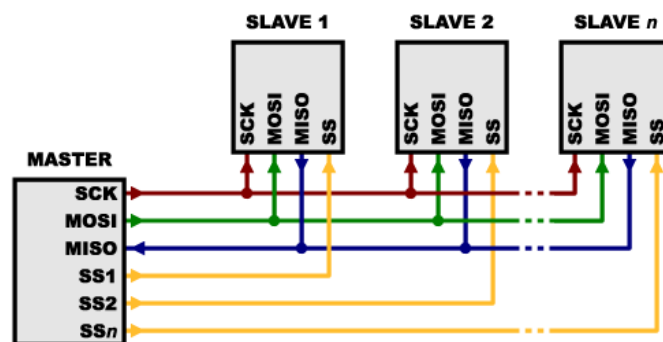 SLAVE 1
SLAVE 2
SLAVE n
SCK
MOSI
MISO
SS
SCK
MOSI
MISO
SS
SCK
MOSI
MISO
SS
MASTER
SCK
MOSI
MISO
SS1
SS2
SSn